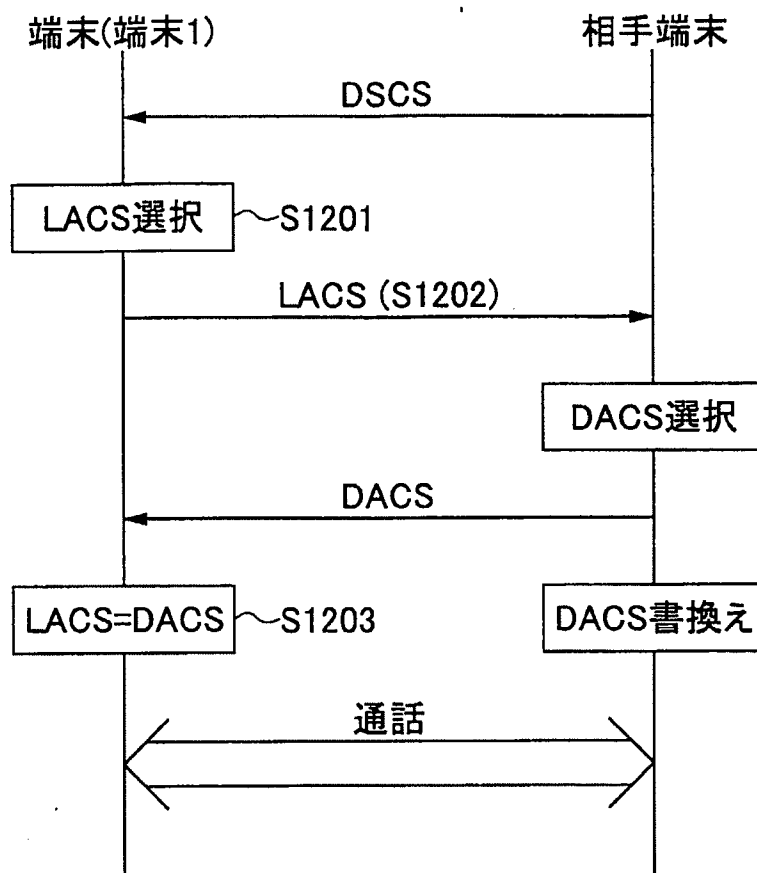 端末(端末1)
相手端末
DSCS
LACS選択
S1201
LACS (S1202)
DACS選択
DACS
LACS=DACS
S1203
DACS書換え
通話